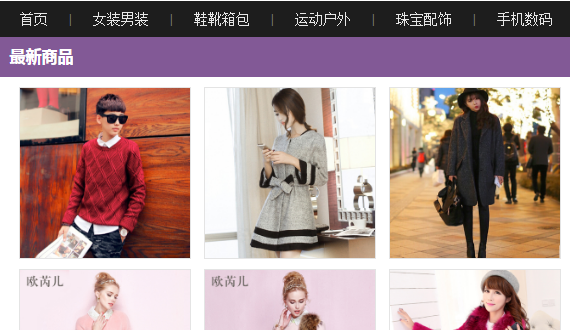 首页 | 女装男装 | 鞋靴箱包 | 运动户外 | 珠宝配饰 | 手机数码
最新商品
欧芮儿 欧芮儿